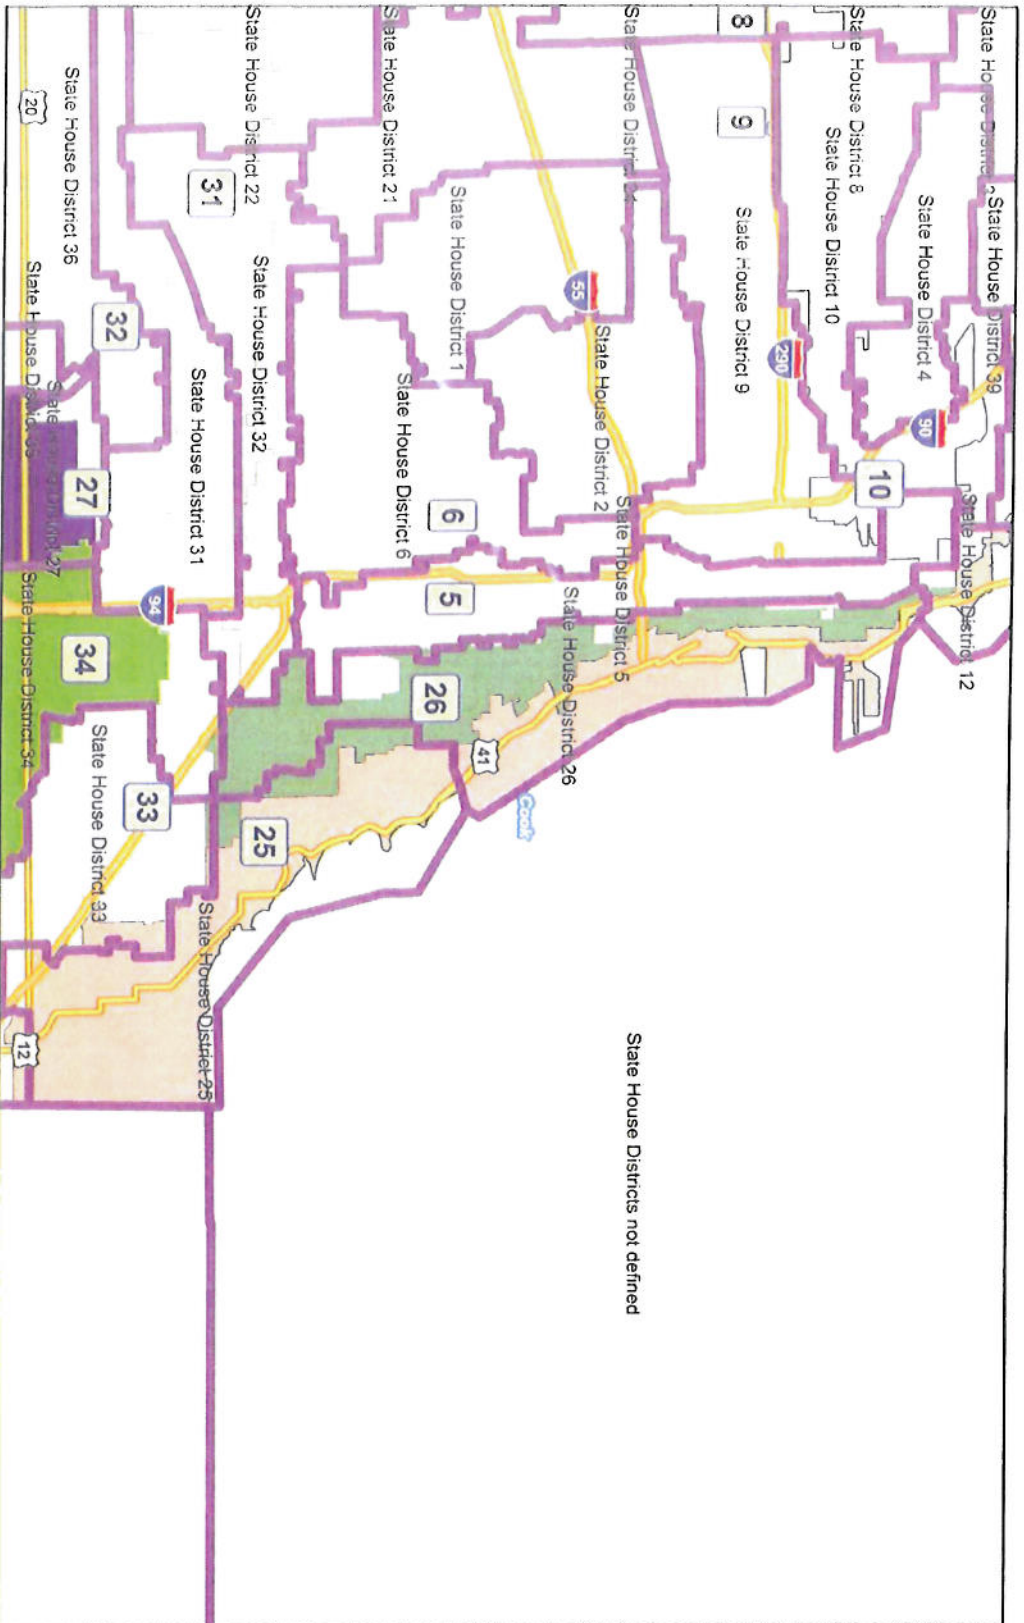 State House District 39
State House District 12
State House District 4
State House District 8
State House District 10
90
10
290
8
9
State House District 9
State House District 5
State House District 2
State House District 26
55
Cook
41
State House District 1
6
5
26
State House District 21
State House District 6
State House District 22
State House District 32
25
31
State House District 31
State House District 25
94
33
32
State House District 33
27
34
State House District 36
State House District 34
20
12
State House Districts not defined